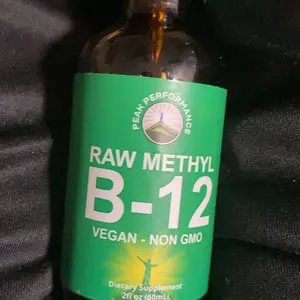 PEAK PERFORMANCE
RAW METHYL
B-12
VEGAN - NON GMO
Dietary Supplement
2fl oz (60mL)